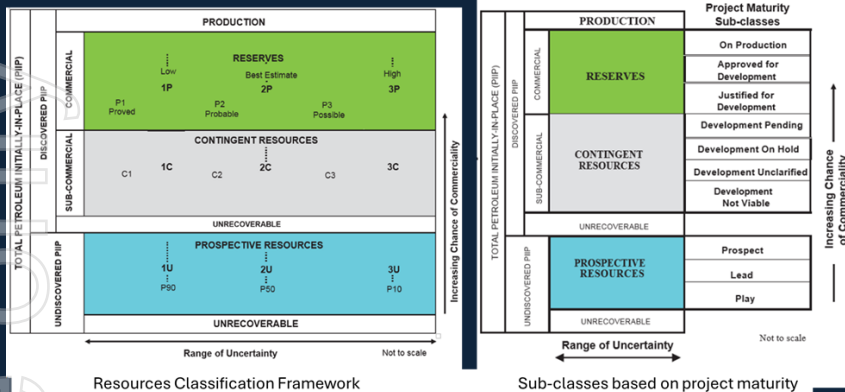 TOTAL PETROLEUM INITIALLY-IN-PLACE (PIIP)
DISCOVERED PIIP
UNDISCOVERED PIIP
COMMERCIAL
SUB-COMMERCIAL
PRODUCTION
RESERVES
Low
Best Estimate
High
1P
2P
3P
P1
Proved
P2
Probable
P3
Possible
CONTINGENT RESOURCES
1C
2C
3C
C1
C2
C3
UNRECOVERABLE
PROSPECTIVE RESOURCES
1U
2U
3U
P90
P50
P10
UNRECOVERABLE
Range of Uncertainty
Not to scale
Increasing Chance of Commerciality
Resources Classification Framework
TOTAL PETROLEUM INITIALLY-IN-PLACE (PIIP)
DISCOVERED PIIP
UNDISCOVERED PIIP
COMMERCIAL
SUB-COMMERCIAL
PRODUCTION
Project Maturity
Sub-classes
RESERVES
On Production
Approved for
Development
Justified for
Development
CONTINGENT
RESOURCES
Development Pending
Development On Hold
Development Unclarified
Development
Not Viable
UNRECOVERABLE
PROSPECTIVE
RESOURCES
Prospect
Lead
Play
UNRECOVERABLE
Range of Uncertainty
Not to scale
Increasing Chance
of Commerciality
Sub-classes based on project maturity